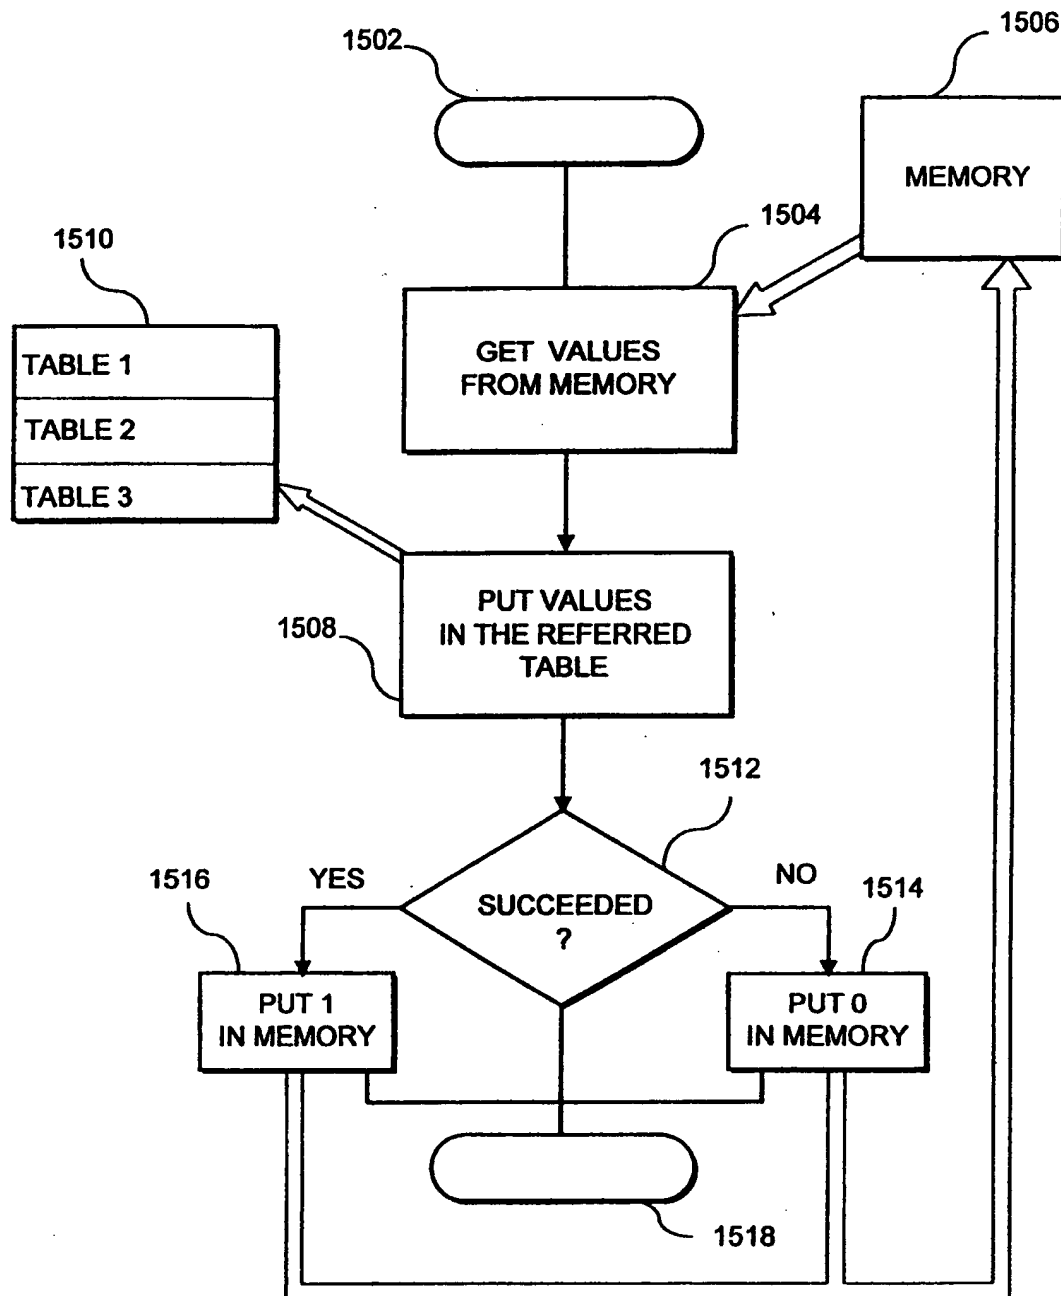 1502
1506
MEMORY
1504
1510
GET VALUES
FROM MEMORY
TABLE 1
TABLE 2
TABLE 3
PUT VALUES
IN THE REFERRED
TABLE
1508
1512
YES
NO
1516
SUCCEEDED
?
1514
PUT 1
IN MEMORY
PUT 0
IN MEMORY
1518